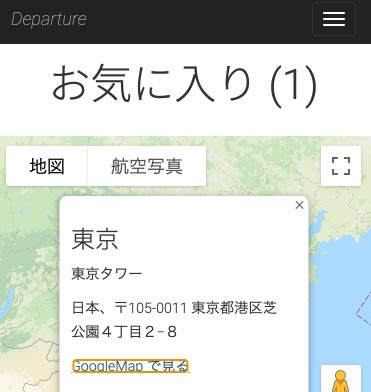 Departure
お気に入り (1)
地図
航空写真
×
東京
東京タワー
日本、〒105-0011 東京都港区芝
公園４丁目２−８
GoogleMap で見る